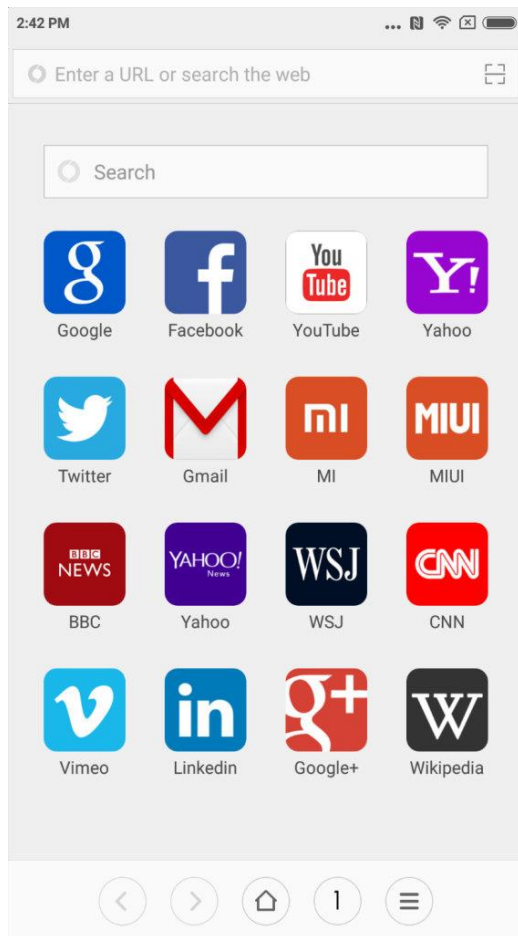 2:42 PM
Enter a URL or search the web
Search
g
f
You
Tube
Y!
Google
Facebook
YouTube
Yahoo
MI
MIUI
Twitter
Gmail
MI
MIUI
BBC
NEWS
YAHOO!
News
WSJ
CNN
BBC
Yahoo
WSJ
CNN
v
in
g+
W
Vimeo
Linkedin
Google+
Wikipedia
1